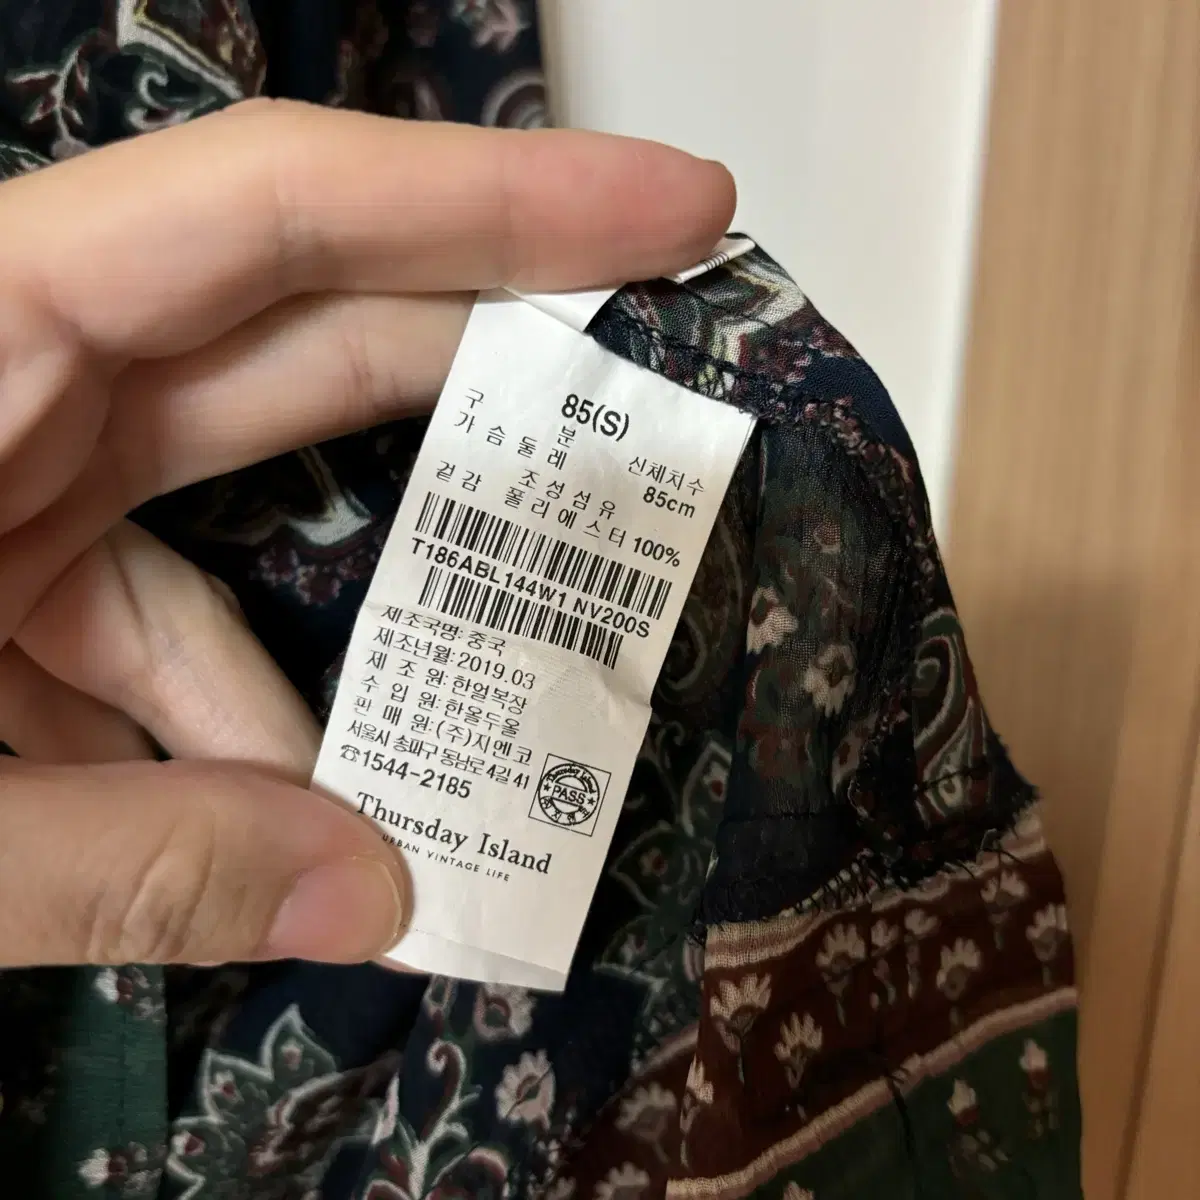 85(S)
구 분 신체치수
가 슴 둘 레 85cm
조 성 섬 유
겉 감 폴 리 에 스 터 100%
T186ABL144W1 NV200S
제조국명: 중국
제조년월: 2019.03
제 조 원: 한얼복장
수 입 원: 한올두올
판 매 원: (주)지엔코
서울시 송파구 동남로 4길 41
☎1544-2185
Thursday Island
PASS
Thursday Island
URBAN VINTAGE LIFE